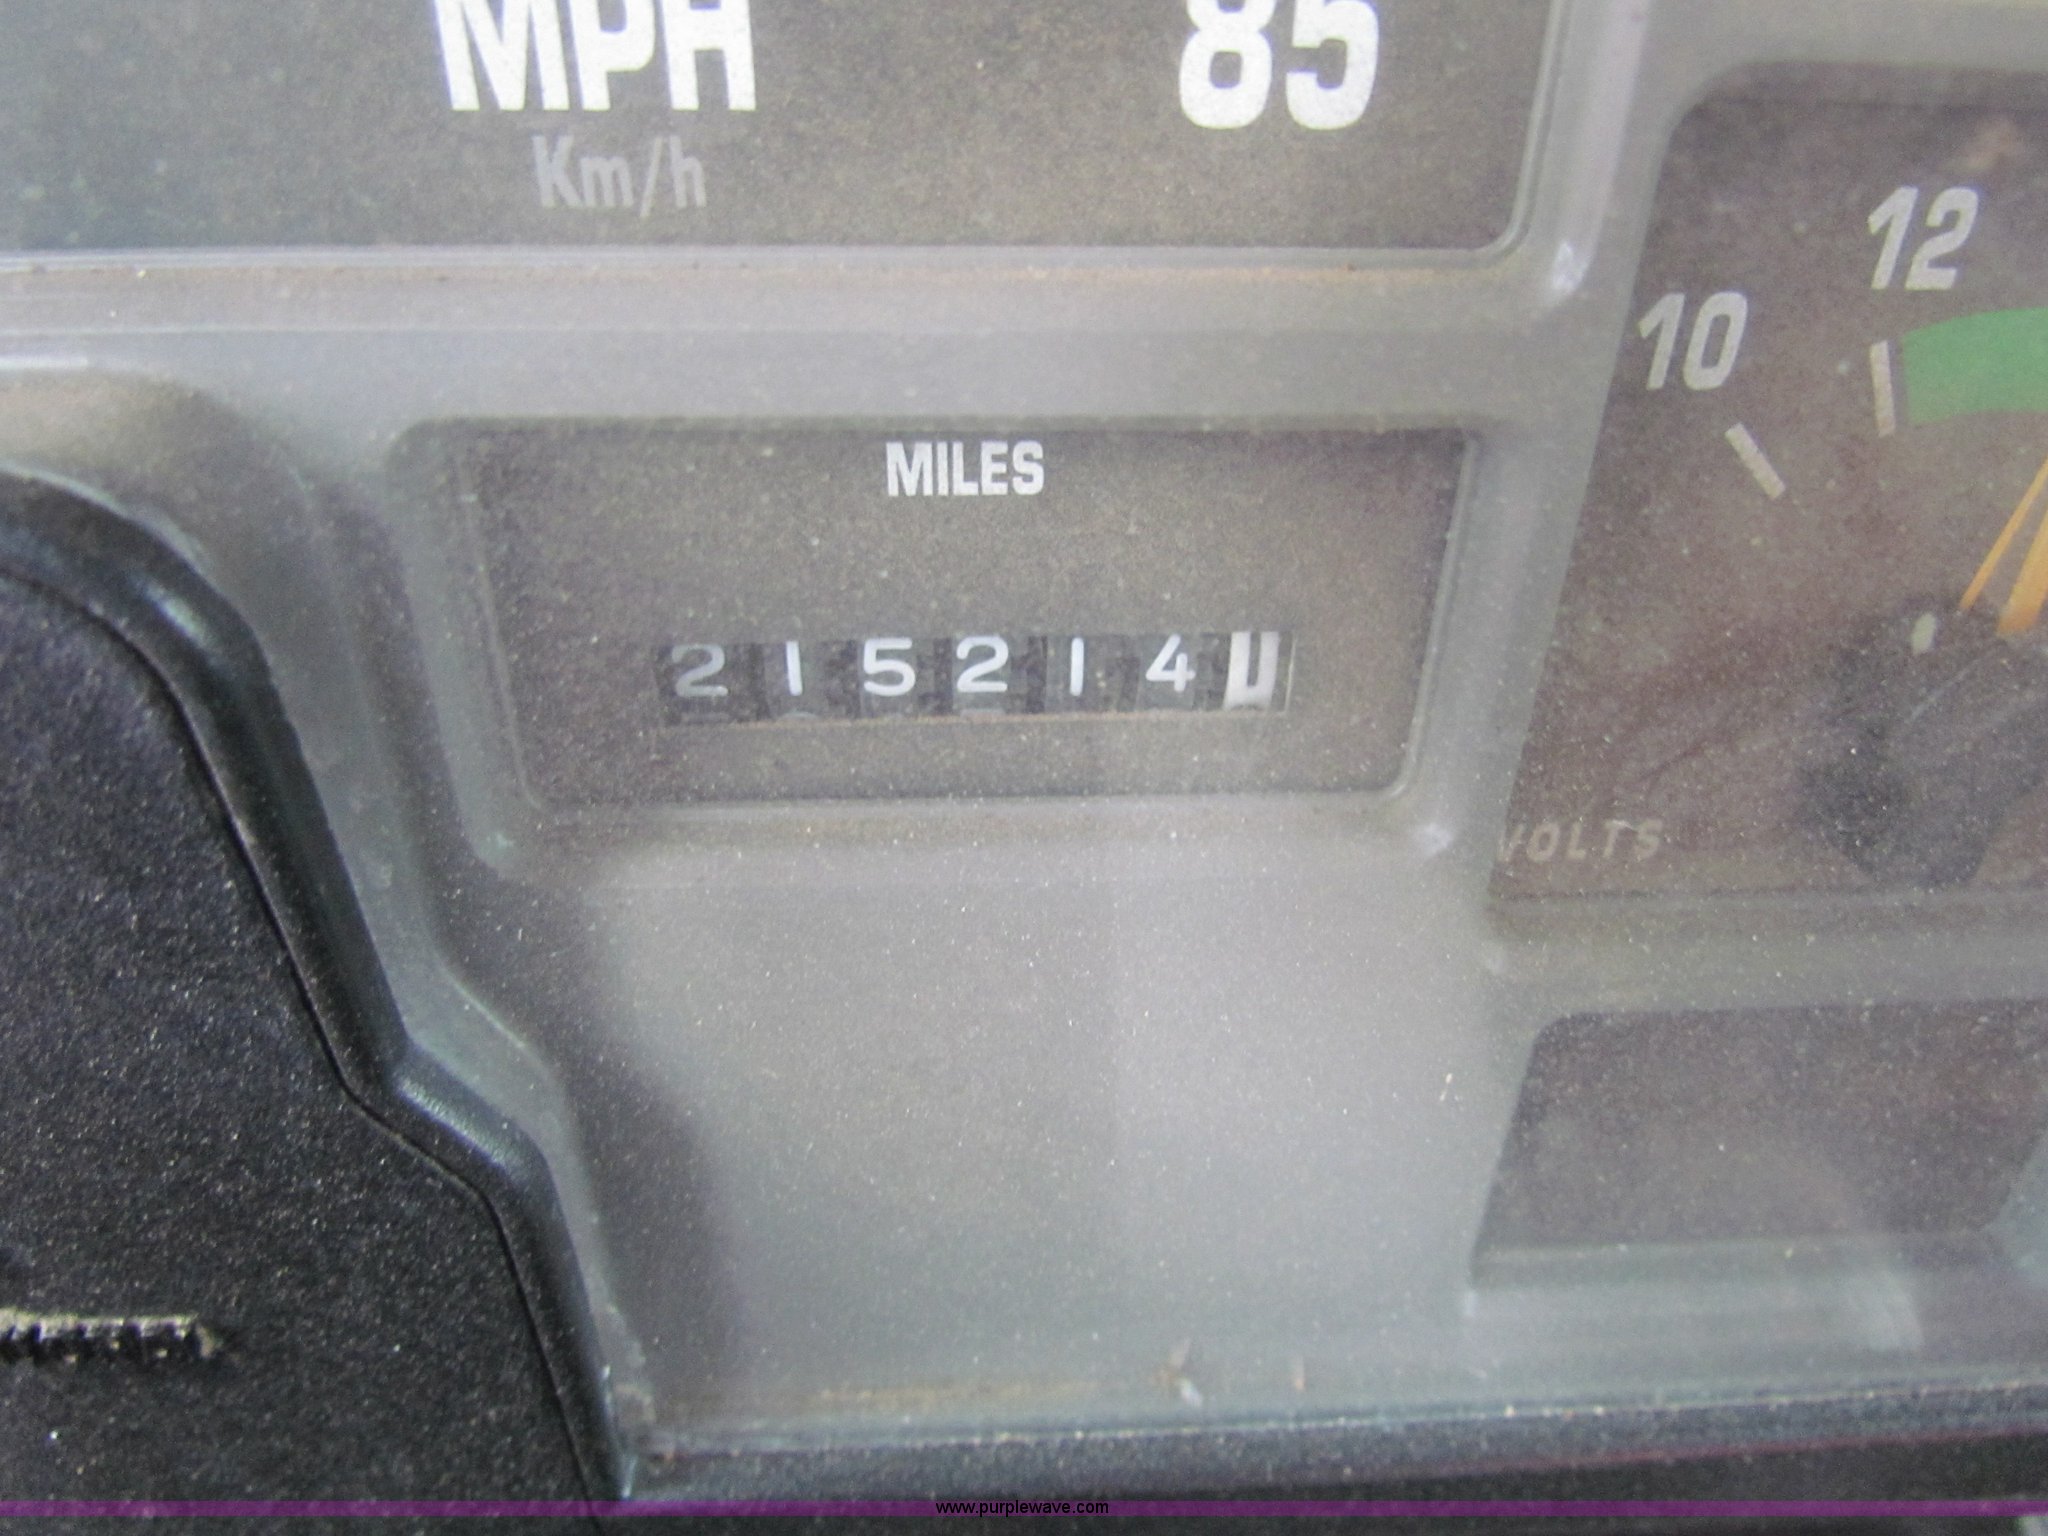 MPH 85
Km/h
12
10
MILES
215214
VOLTS
www.purplewave.com